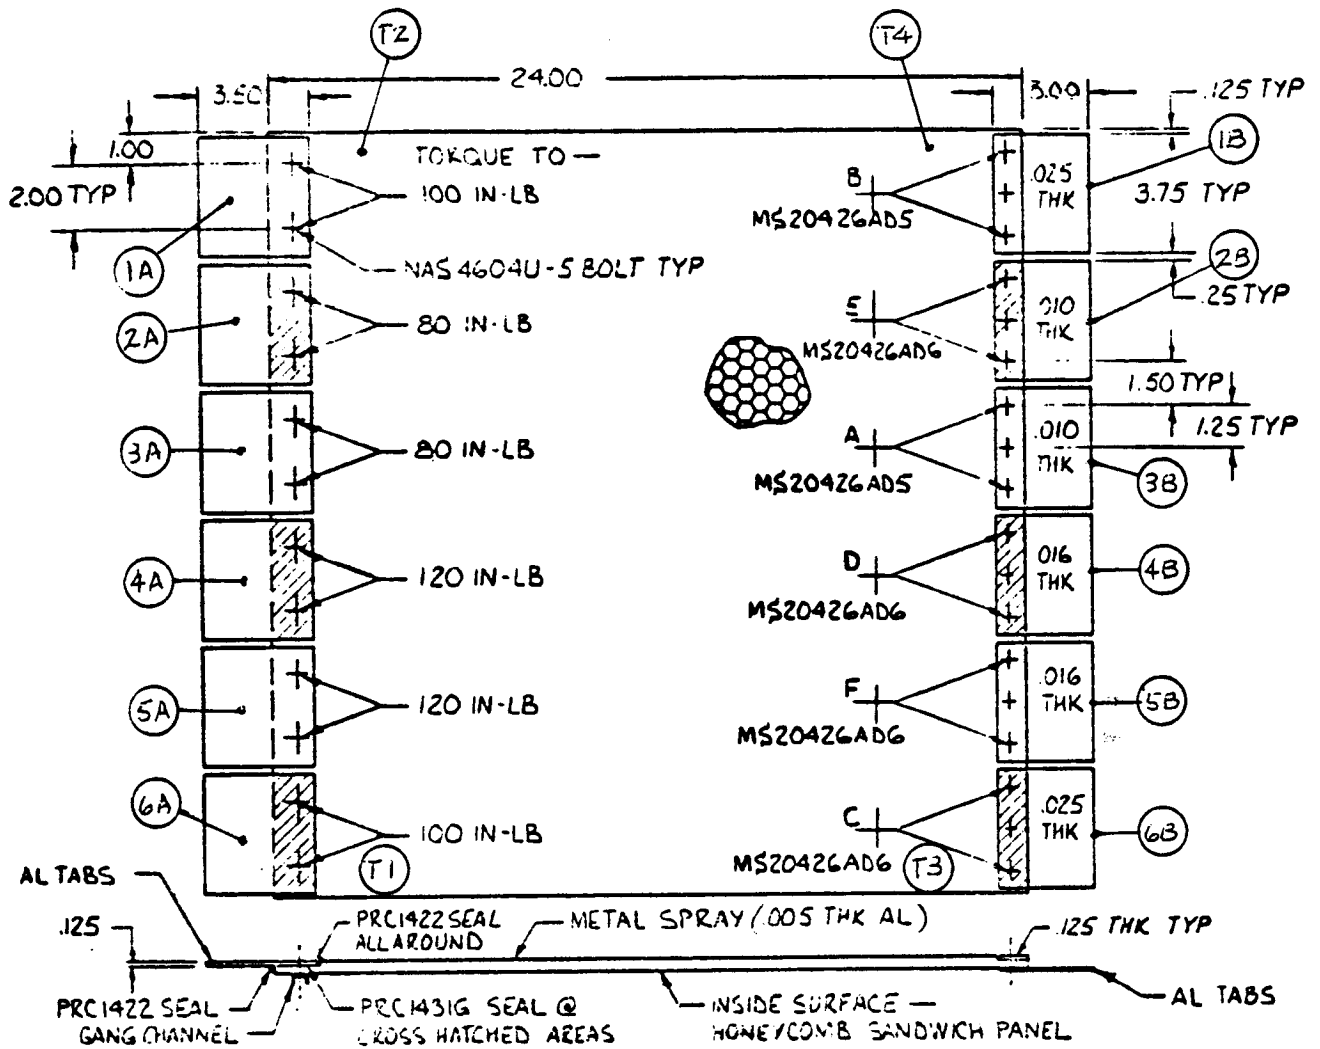 T2
T4
24.00
3.50
3.00
.125 TYP
1.00
TORQUE TO —
1B
2.00 TYP
100 IN-LB
B
MS20426AD5
.025
THK
3.75 TYP
1A
NAS 4604U-5 BOLT TYP
2B
2A
80 IN-LB
E
MS20426AD6
.010
THK
.25 TYP
1.50 TYP
3A
80 IN-LB
A
MS20426AD5
.010
THK
1.25 TYP
3B
4A
120 IN-LB
D
MS20426AD6
.016
THK
4B
5A
120 IN-LB
F
MS20426AD6
.016
THK
5B
6A
100 IN-LB
C
MS20426AD6
.025
THK
6B
T1
T3
AL TABS
.125
PRC1422 SEAL
ALL AROUND
METAL SPRAY (.005 THK AL)
.125 THK TYP
PRC1422 SEAL
GANG CHANNEL
PRC1431G SEAL @
CROSS HATCHED AREAS
INSIDE SURFACE —
HONEYCOMB SANDWICH PANEL
AL TABS